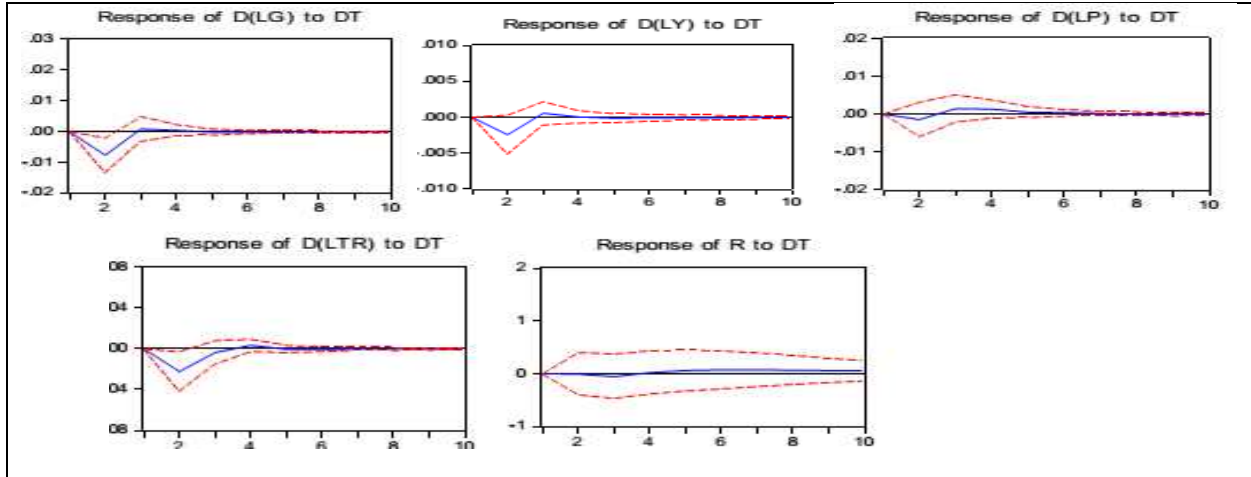 Response of D(LG) to DT
.03
.02
.01
.00
-.01
-.02
2 4 6 8 10
Response of D(LY) to DT
.010
.005
.000
-.005
-.010
2 4 6 8 10
Response of D(LP) to DT
.02
.01
.00
-.01
-.02
2 4 6 8 10
Response of D(LTR) to DT
08
04
00
04
08
2 4 6 8 10
Response of R to DT
2
1
0
-1
2 4 6 8 10